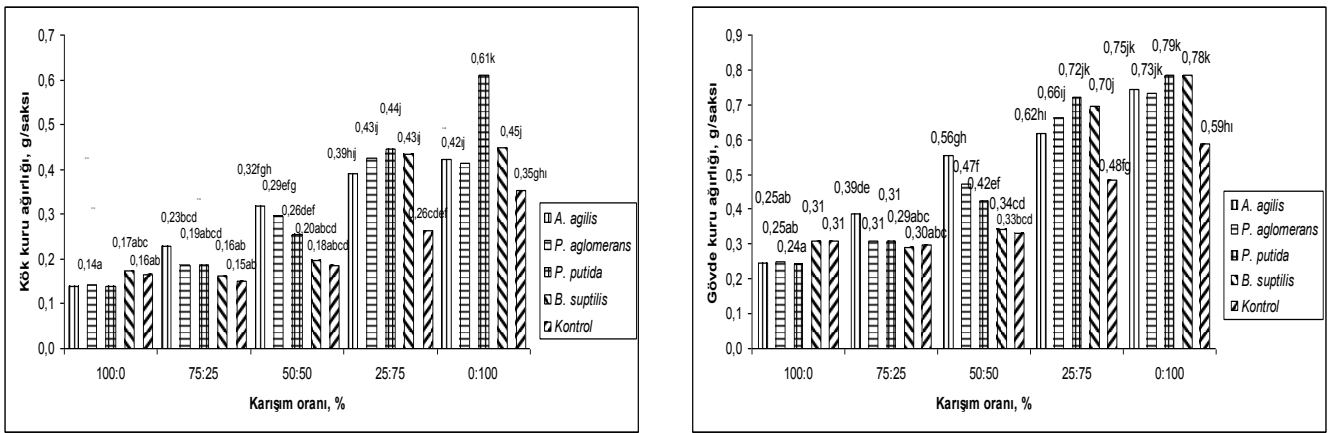 Kök kuru ağırlığı, g/saksı
0,7
0,6
0,5
0,4
0,3
0,2
0,1
0,0
0,14a
0,17abc
0,16ab
0,23bcd
0,19abcd
0,16ab
0,15ab
0,32fgh
0,29efg
0,26def
0,20abcd
0,18abcd
0,39hıj
0,43ıj
0,44j
0,43ıj
0,26cdef
0,42ıj
0,61k
0,45j
0,35ghı
100:0 75:25 50:50 25:75 0:100
Karışım oranı, %
A. agilis
P. aglomerans
P. putida
B. suptilis
Kontrol
Gövde kuru ağırlığı, g/saksı
0,9
0,8
0,7
0,6
0,5
0,4
0,3
0,2
0,1
0,0
0,25ab
0,25ab
0,24a
0,31
0,31
0,39de
0,31
0,31
0,29abc
0,30abc
0,56gh
0,47f
0,42ef
0,34cd
0,33bcd
0,62hı
0,66ıj
0,72jk
0,70j
0,48fg
0,75jk
0,73jk
0,79k
0,78k
0,59hı
100:0 75:25 50:50 25:75 0:100
Karışım oranı, %
A. agilis
P. aglomerans
P. putida
B. suptilis
Kontrol